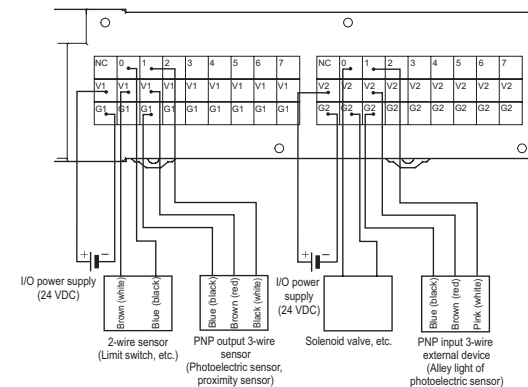 NC 0 1 2 3 4 5 6 7
V1 V1 V1 V1 V1 V1 V1 V1 V1
G1 G1 G1 G1 G1 G1 G1 G1 G1
NC 0 1 2 3 4 5 6 7
V2 V2 V2 V2 V2 V2 V2 V2 V2
G2 G2 G2 G2 G2 G2 G2 G2 G2
+ −
I/O power supply
(24 VDC)
Brown (white)
Blue (black)
2-wire sensor
(Limit switch, etc.)
Blue (black)
Brown (red)
Black (white)
PNP output 3-wire
sensor
(Photoelectric sensor,
proximity sensor)
+ −
I/O power
supply
(24 VDC)
Solenoid valve, etc.
Blue (black)
Brown (red)
Pink (white)
PNP input 3-wire
external device
(Alley light of
photoelectric sensor)